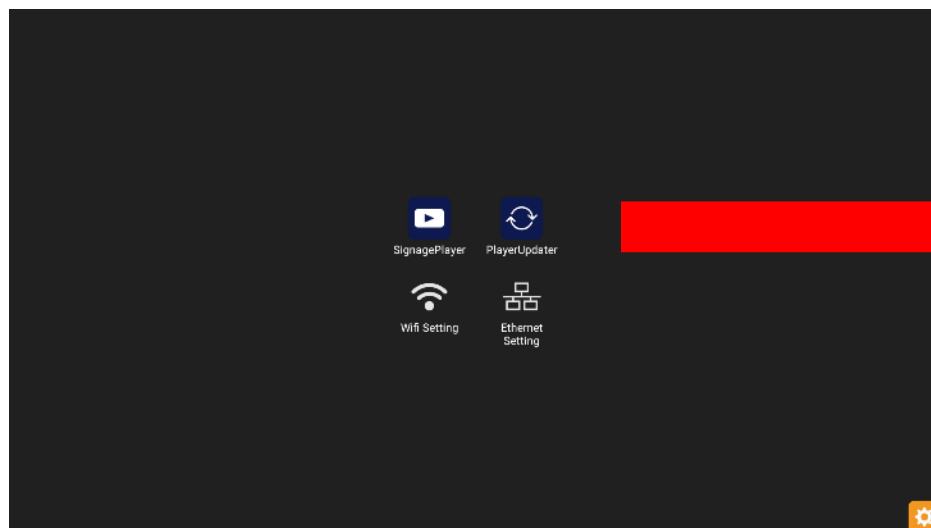 SignagePlayer
PlayerUpdater
Wifi Setting
Ethernet
Setting